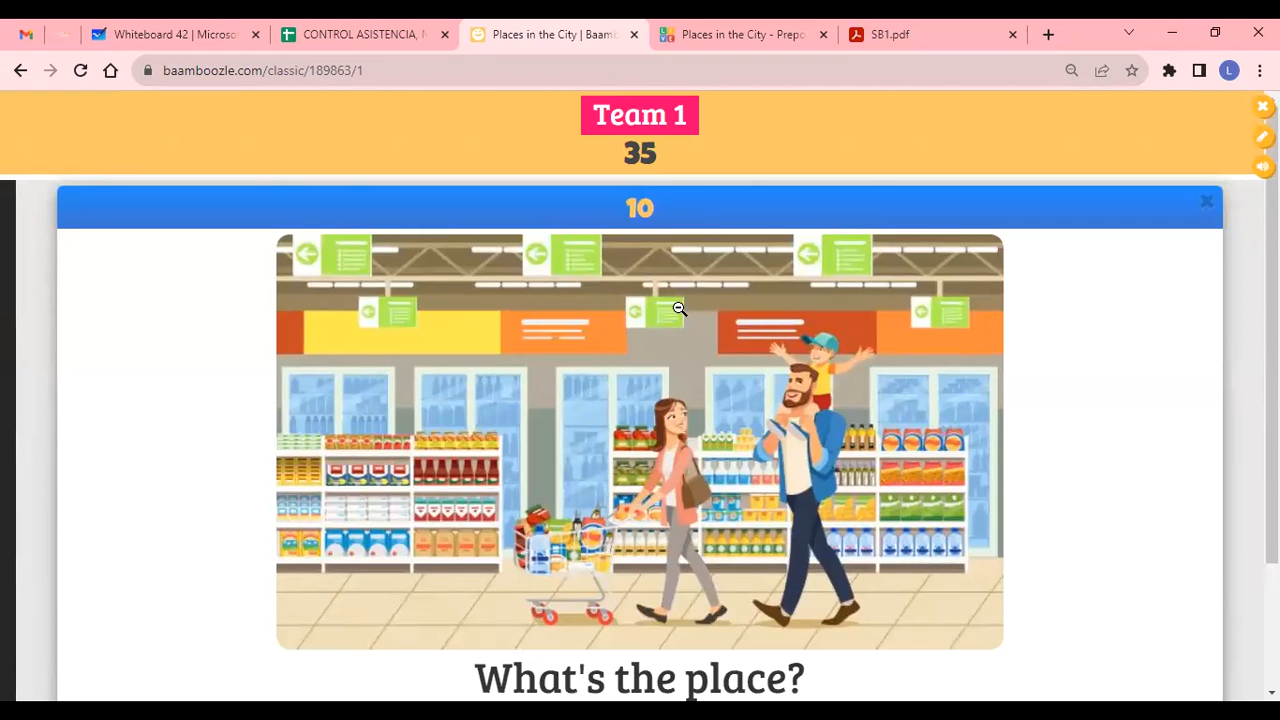 Whiteboard 42 | Microso
CONTROL ASISTENCIA, N
Places in the City | Baamb
Places in the City - Prepo
SB1.pdf
baamboozle.com/classic/189863/1
L
Team 1
35
10
What's the place?